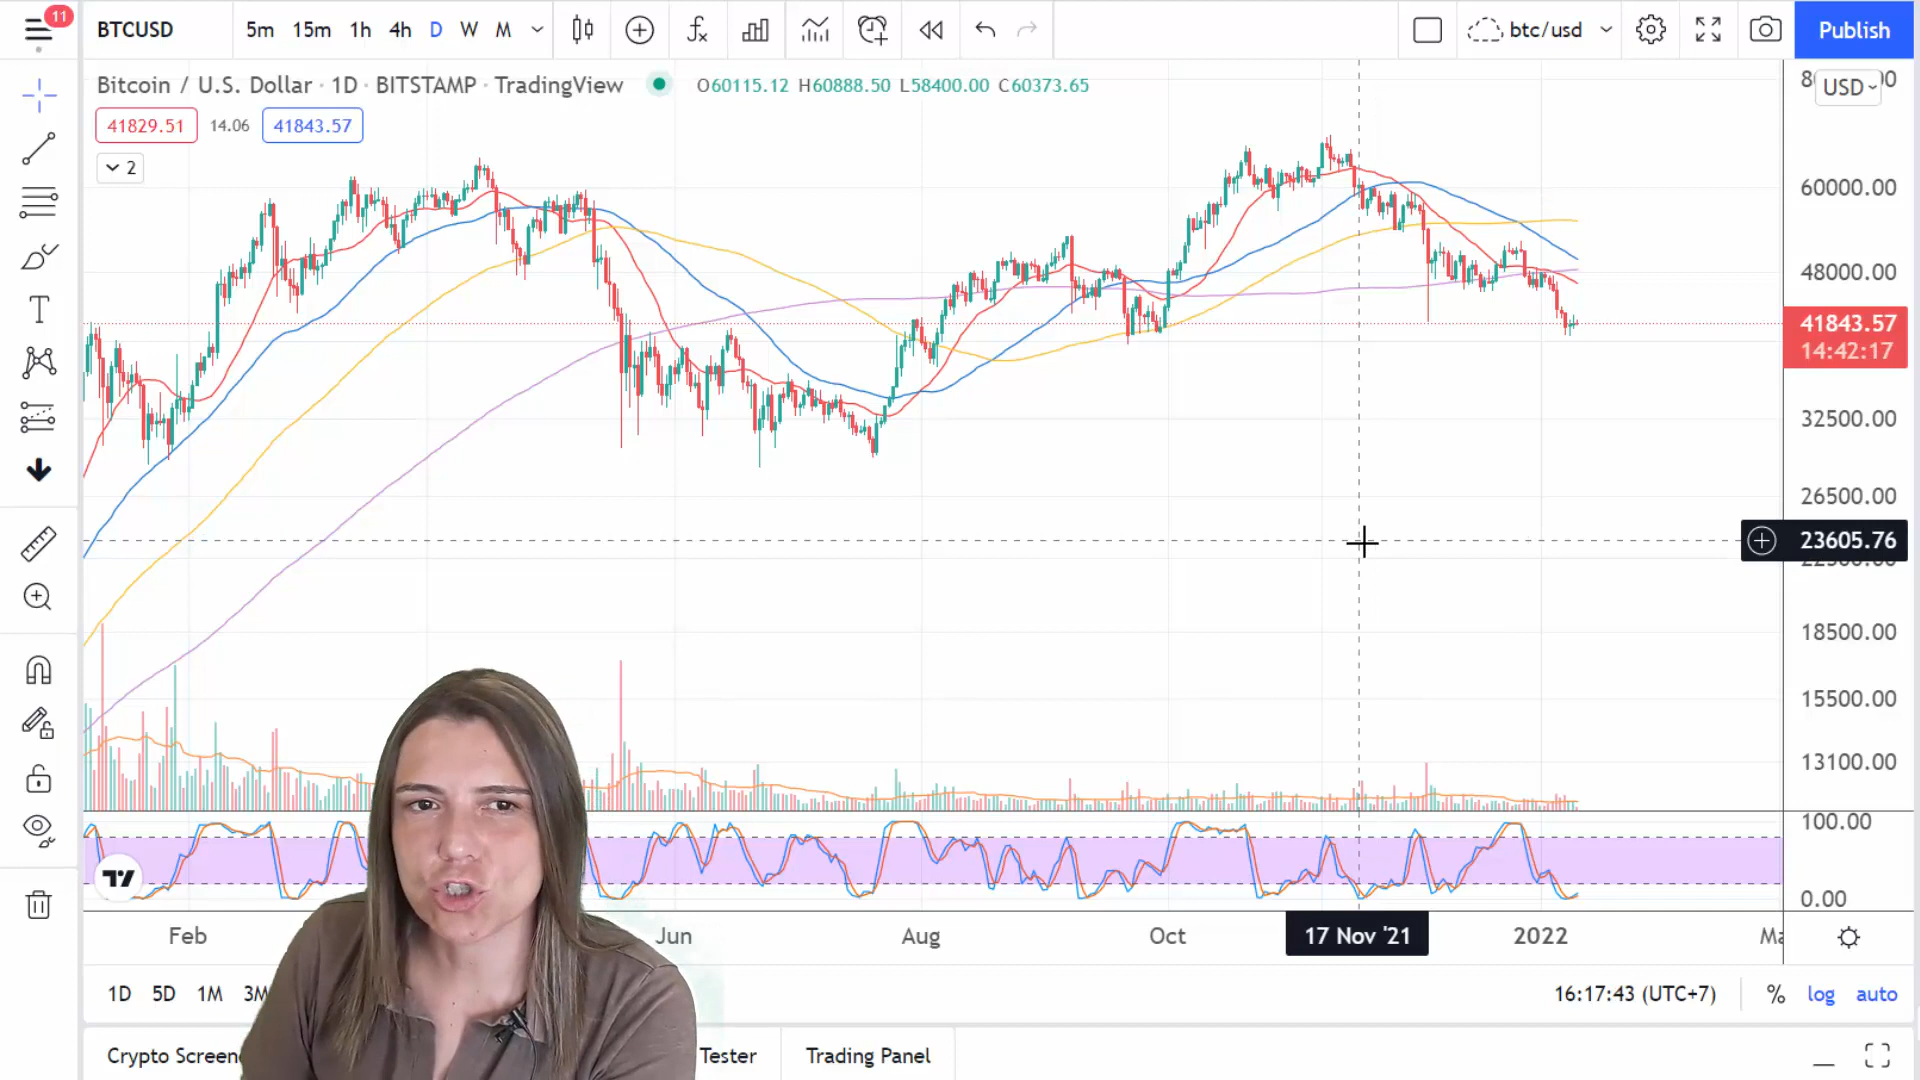 11
BTCUSD 5m 15m 1h 4h D W M btc/usd Publish
Bitcoin / U.S. Dollar · 1D · BITSTAMP · TradingView O60115.12 H60888.50 L58400.00 C60373.65
USD
41829.51 14.06 41843.57
2
60000.00
48000.00
41843.57
14:42:17
32500.00
26500.00
23605.76
18500.00
15500.00
13100.00
100.00
0.00
Feb Jun Aug Oct 17 Nov '21 2022
1D 5D 1M 3M 16:17:43 (UTC+7) % log auto
Crypto Screen Tester Trading Panel